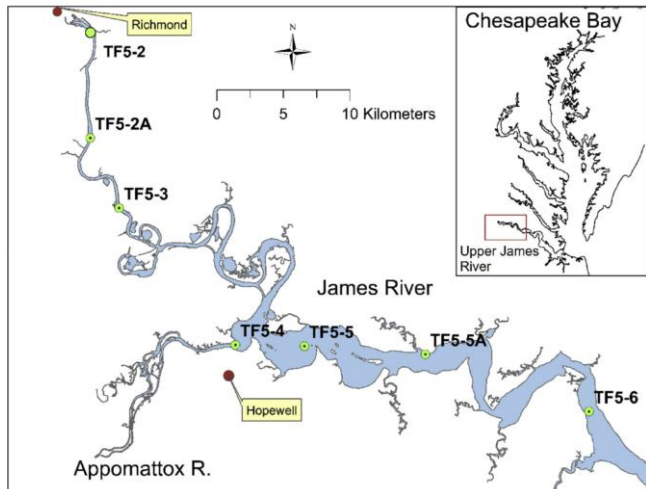 Richmond
Chesapeake Bay
TF5-2
0 5 10 Kilometers
TF5-2A
TF5-3
Upper James
River
James River
TF5-4
TF5-5
TF5-5A
TF5-6
Hopewell
Appomattox R.